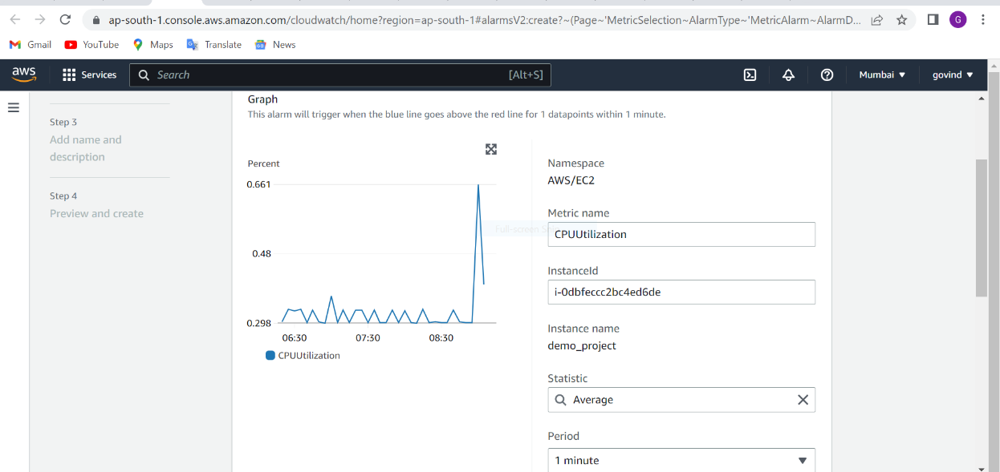 ap-south-1.console.aws.amazon.com/cloudwatch/home?region=ap-south-1#alarmsV2:create?~(Page~'MetricSelection~AlarmType~'MetricAlarm~AlarmD...
G
Gmail YouTube Maps Translate News
aws Services Search [Alt+S] Mumbai govind
Step 3
Add name and
description
Step 4
Preview and create
Graph
This alarm will trigger when the blue line goes above the red line for 1 datapoints within 1 minute.
Percent
0.661
0.48
0.298
06:30 07:30 08:30
CPUUtilization
Full-screen
Namespace
AWS/EC2
Metric name
CPUUtilization
InstanceId
i-0dbfeccc2bc4ed6de
Instance name
demo_project
Statistic
Average
Period
1 minute